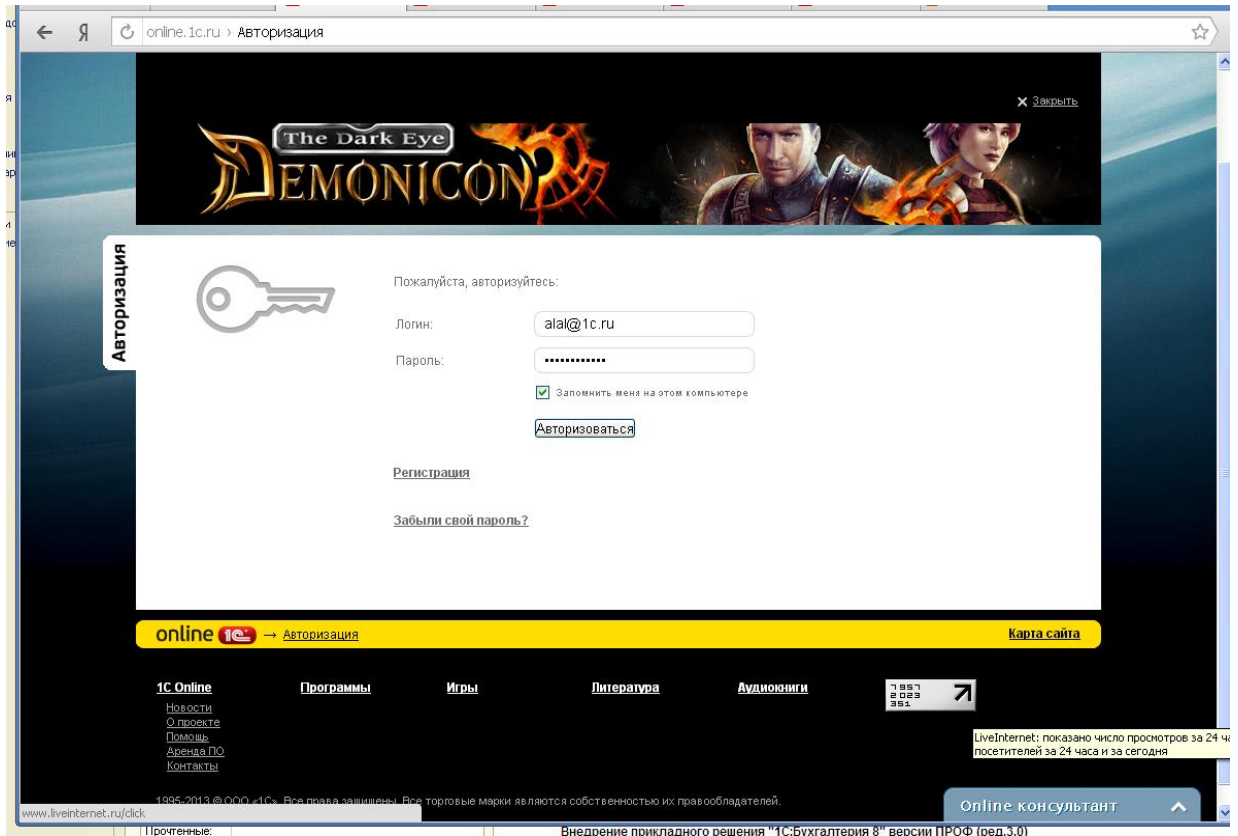 online.1c.ru › Авторизация
Закрыть
The Dark Eye
DEMONICON
Авторизация
Пожалуйста, авторизуйтесь:
Логин: alal@1c.ru
Пароль: ••••••••••••
Запомнить меня на этом компьютере
Авторизоваться
Регистрация
Забыли свой пароль?
online 1С → Авторизация Карта сайта
1C Online Программы Игры Литература Аудиокниги
Новости
О проекте
Помощь
Аренда ПО
Контакты
7957
2023
351
LiveInternet: показано число просмотров за 24
посетителей за 24 часа и за сегодня
1995-2013 © ООО «1С». Все права защищены. Все торговые марки являются собственностью их правообладателей.
www.liveinternet.ru/click
Online консультант
Прочтенные:
Внедрение прикладного решения "1С:Бухгалтерия 8" версии ПРОФ (ред.3.0)